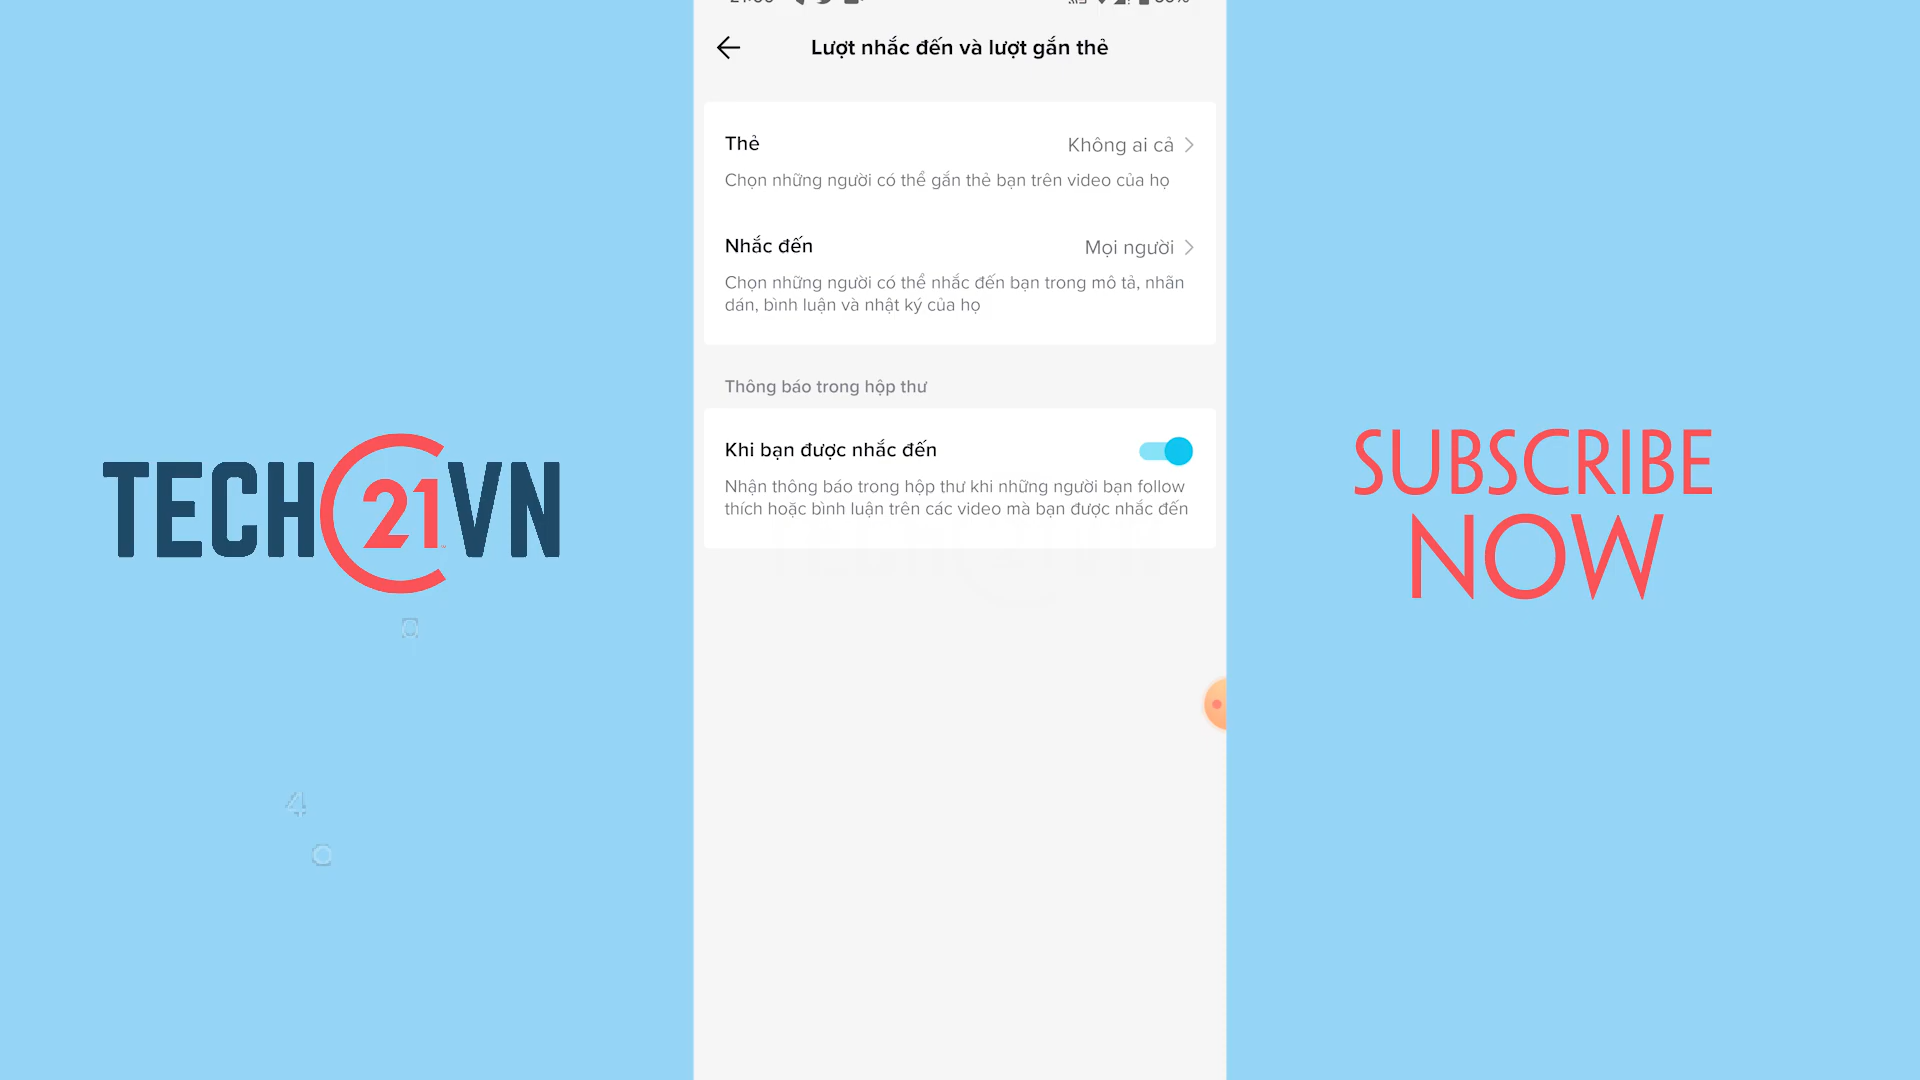 Lượt nhắc đến và lượt gắn thẻ
Thẻ
Không ai cả
Chọn những người có thể gắn thẻ bạn trên video của họ
Nhắc đến
Mọi người
Chọn những người có thể nhắc đến bạn trong mô tả, nhãn
dán, bình luận và nhật ký của họ
Thông báo trong hộp thư
Khi bạn được nhắc đến
Nhận thông báo trong hộp thư khi những người bạn follow
thích hoặc bình luận trên các video mà bạn được nhắc đến
TECH 21 VN
SUBSCRIBE
NOW
4